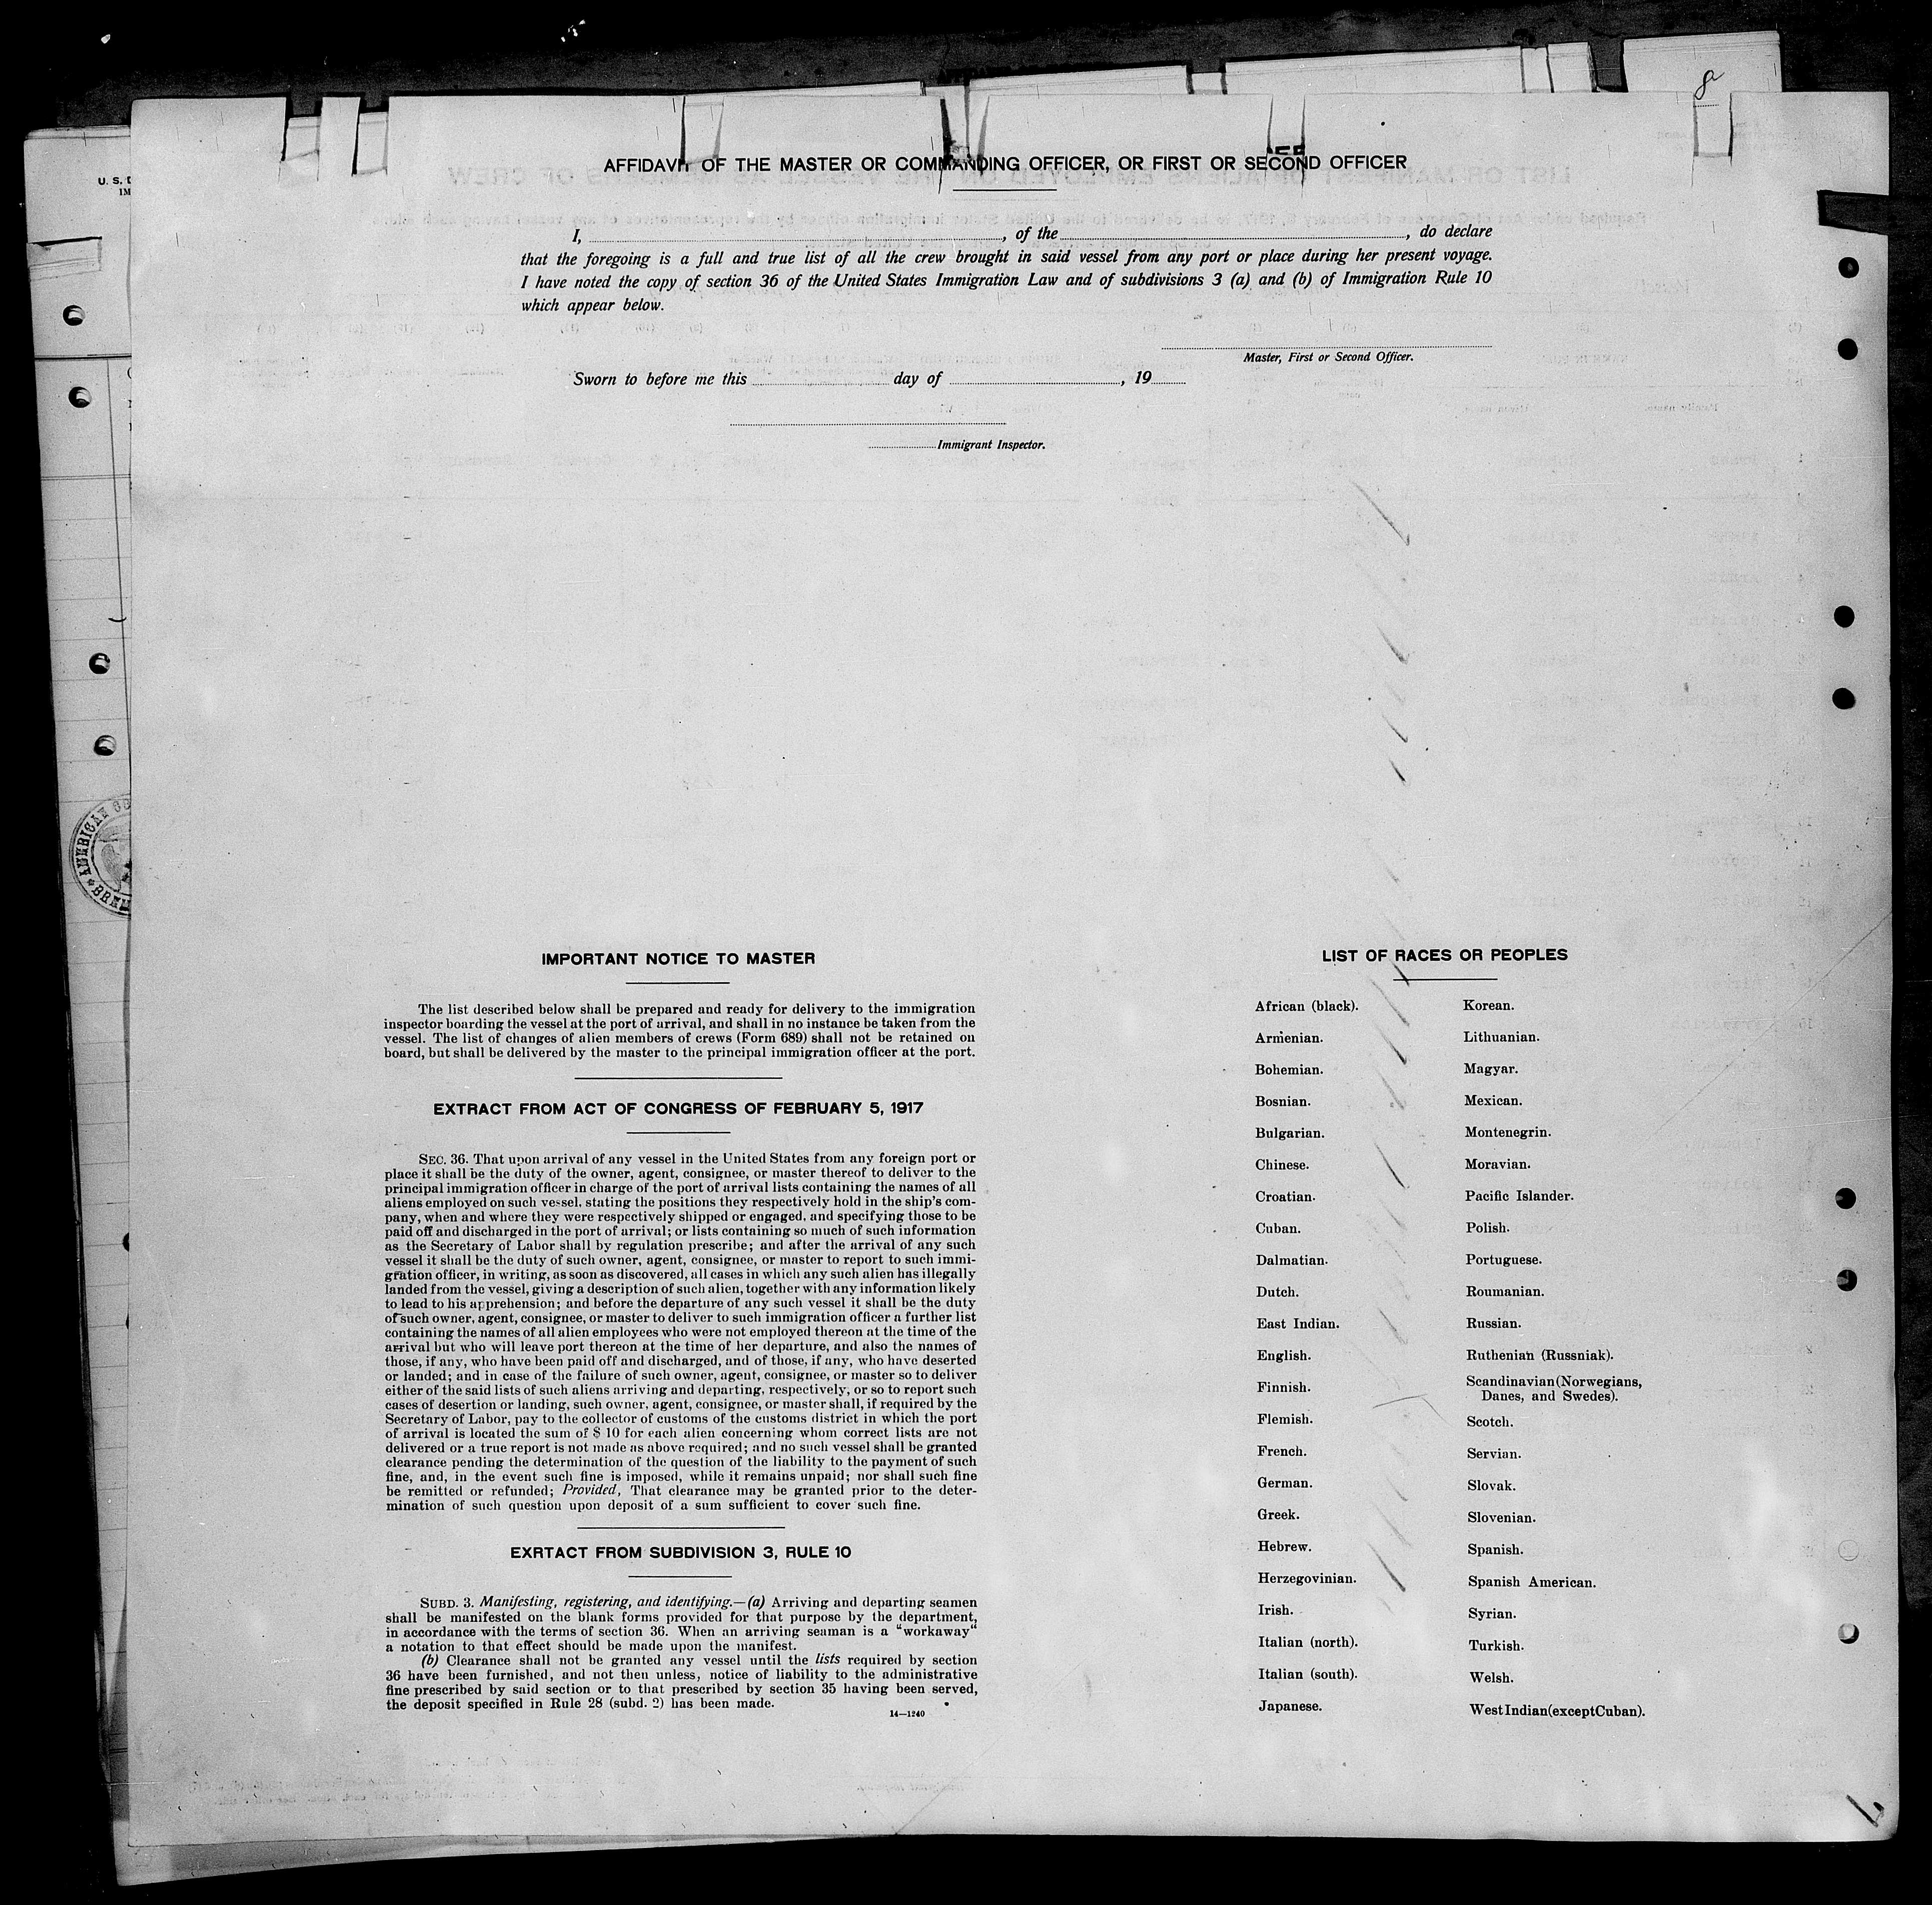 8
U. S. D
IM
AFFIDAVIT OF THE MASTER OR COMMANDING OFFICER, OR FIRST OR SECOND OFFICER
I, , of the , do declare
that the foregoing is a full and true list of all the crew brought in said vessel from any port or place during her present voyage.
I have noted the copy of section 36 of the United States Immigration Law and of subdivisions 3 (a) and (b) of Immigration Rule 10
which appear below.
Master, First or Second Officer.
Sworn to before me this day of , 19
Immigrant Inspector.
IMPORTANT NOTICE TO MASTER
The list described below shall be prepared and ready for delivery to the immigration
inspector boarding the vessel at the port of arrival, and shall in no instance be taken from the
vessel. The list of changes of alien members of crews (Form 689) shall not be retained on
board, but shall be delivered by the master to the principal immigration officer at the port.
EXTRACT FROM ACT OF CONGRESS OF FEBRUARY 5, 1917
SEC. 36. That upon arrival of any vessel in the United States from any foreign port or
place it shall be the duty of the owner, agent, consignee, or master thereof to deliver to the
principal immigration officer in charge of the port of arrival lists containing the names of all
aliens employed on such vessel, stating the positions they respectively hold in the ship's com-
pany, when and where they were respectively shipped or engaged, and specifying those to be
paid off and discharged in the port of arrival; or lists containing so much of such information
as the Secretary of Labor shall by regulation prescribe; and after the arrival of any such
vessel it shall be the duty of such owner, agent, consignee, or master to report to such immi-
gration officer, in writing, as soon as discovered, all cases in which any such alien has illegally
landed from the vessel, giving a description of such alien, together with any information likely
to lead to his apprehension; and before the departure of any such vessel it shall be the duty
of such owner, agent, consignee, or master to deliver to such immigration officer a further list
containing the names of all alien employees who were not employed thereon at the time of the
arrival but who will leave port thereon at the time of her departure, and also the names of
those, if any, who have been paid off and discharged, and of those, if any, who have deserted
or landed; and in case of the failure of such owner, agent, consignee, or master so to deliver
either of the said lists of such aliens arriving and departing, respectively, or so to report such
cases of desertion or landing, such owner, agent, consignee, or master shall, if required by the
Secretary of Labor, pay to the collector of customs of the customs district in which the port
of arrival is located the sum of $ 10 for each alien concerning whom correct lists are not
delivered or a true report is not made as above required; and no such vessel shall be granted
clearance pending the determination of the question of the liability to the payment of such
fine, and, in the event such fine is imposed, while it remains unpaid; nor shall such fine
be remitted or refunded; Provided, That clearance may be granted prior to the deter-
mination of such question upon deposit of a sum sufficient to cover such fine.
EXRTACT FROM SUBDIVISION 3, RULE 10
SUBD. 3. Manifesting, registering, and identifying.—(a) Arriving and departing seamen
shall be manifested on the blank forms provided for that purpose by the department,
in accordance with the terms of section 36. When an arriving seaman is a “workaway“
a notation to that effect should be made upon the manifest.
(b) Clearance shall not be granted any vessel until the lists required by section
36 have been furnished, and not then unless, notice of liability to the administrative
fine prescribed by said section or to that prescribed by section 35 having been served,
the deposit specified in Rule 28 (subd. 2) has been made.
14—1240
LIST OF RACES OR PEOPLES
African (black).
Armenian.
Bohemian.
Bosnian.
Bulgarian.
Chinese.
Croatian.
Cuban.
Dalmatian.
Dutch.
East Indian.
English.
Finnish.
Flemish.
French.
German.
Greek.
Hebrew.
Herzegovinian.
Irish.
Italian (north).
Italian (south).
Japanese.
Korean.
Lithuanian.
Magyar.
Mexican.
Montenegrin.
Moravian.
Pacific Islander.
Polish.
Portuguese.
Roumanian.
Russian.
Ruthenian (Russniak).
Scandinavian (Norwegians,
Danes, and Swedes).
Scotch.
Servian.
Slovak.
Slovenian.
Spanish.
Spanish American.
Syrian.
Turkish.
Welsh.
West Indian (except Cuban).